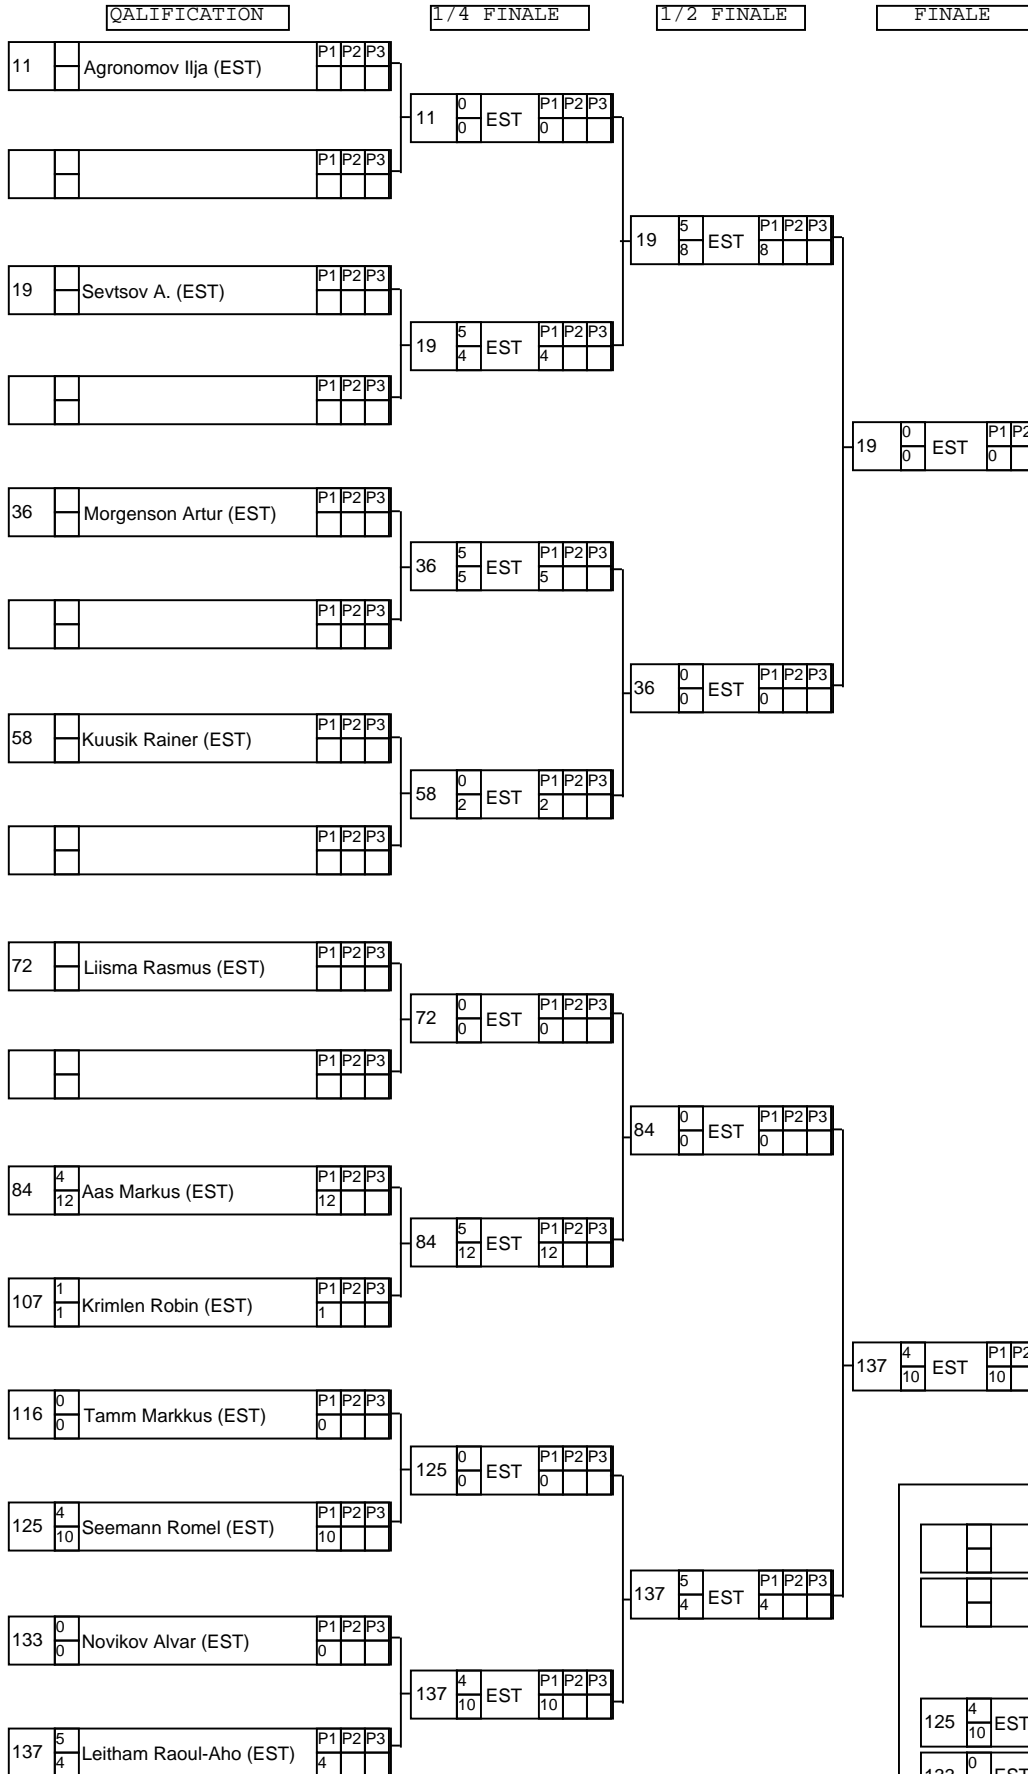 QALIFICATION 1/4 FINALE 1/2 FINALE FINALE
11 Agronomov Ilja (EST) P1 P2 P3
11 0 0 EST P1 P2 P3 0
P1 P2 P3
19 5 8 EST P1 P2 P3 8
19 Sevtsov A. (EST) P1 P2 P3
19 5 4 EST P1 P2 P3 4
P1 P2 P3
19 0 0 EST P1 P2 0
36 Morgenson Artur (EST) P1 P2 P3
36 5 5 EST P1 P2 P3 5
P1 P2 P3
36 0 0 EST P1 P2 P3 0
58 Kuusik Rainer (EST) P1 P2 P3
58 0 2 EST P1 P2 P3 2
P1 P2 P3
72 Liisma Rasmus (EST) P1 P2 P3
72 0 0 EST P1 P2 P3 0
P1 P2 P3
84 0 0 EST P1 P2 P3 0
84 4 12 Aas Markus (EST) P1 P2 P3 12
84 5 12 EST P1 P2 P3 12
107 1 1 Krimlen Robin (EST) P1 P2 P3 1
137 4 10 EST P1 P2 10
116 0 0 Tamm Markkus (EST) P1 P2 P3 0
125 0 0 EST P1 P2 P3 0
125 4 10 Seemann Romel (EST) P1 P2 P3 10
137 5 4 EST P1 P2 P3 4
133 0 0 Novikov Alvar (EST) P1 P2 P3 0
137 4 10 EST P1 P2 P3 10
125 4 10 EST
137 5 4 Leitham Raoul-Aho (EST) P1 P2 P3 4
133 0 EST